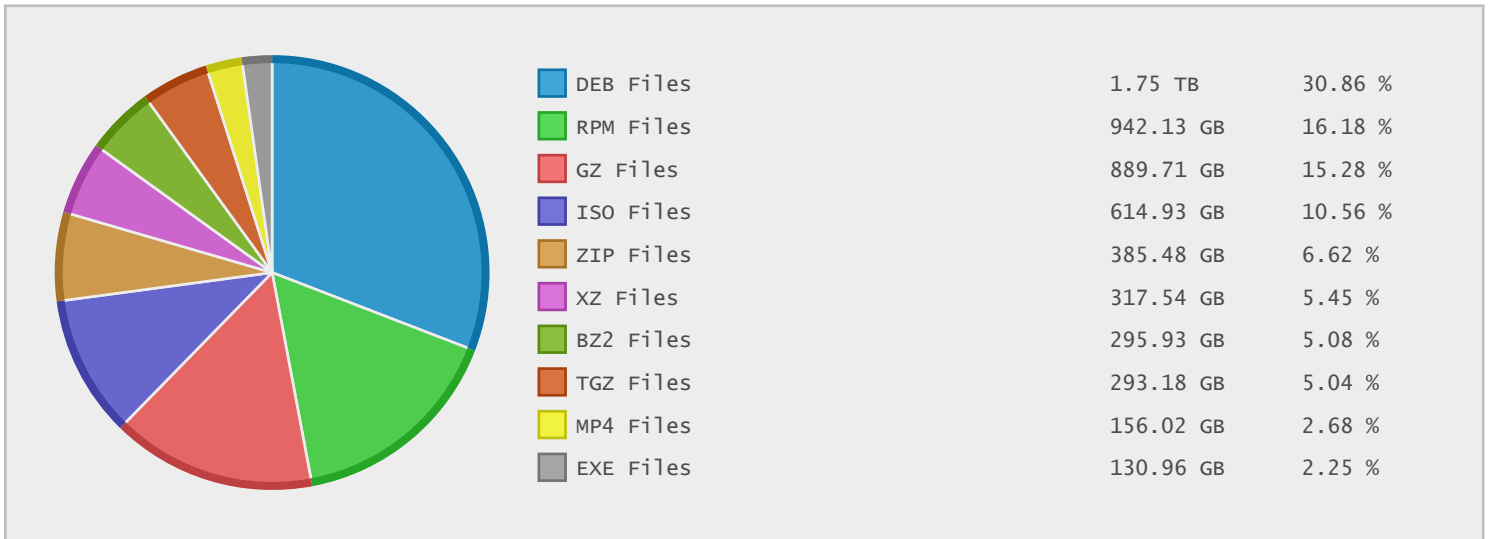 DEB Files 1.75 TB 30.86 %
RPM Files 942.13 GB 16.18 %
GZ Files 889.71 GB 15.28 %
ISO Files 614.93 GB 10.56 %
ZIP Files 385.48 GB 6.62 %
XZ Files 317.54 GB 5.45 %
BZ2 Files 295.93 GB 5.08 %
TGZ Files 293.18 GB 5.04 %
MP4 Files 156.02 GB 2.68 %
EXE Files 130.96 GB 2.25 %